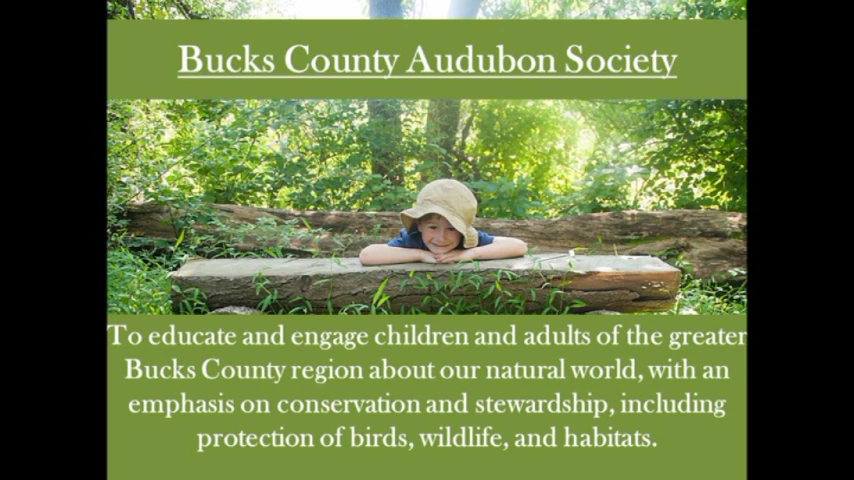 Bucks County Audubon Society
To educate and engage children and adults of the greater
Bucks County region about our natural world, with an
emphasis on conservation and stewardship, including
protection of birds, wildlife, and habitats.